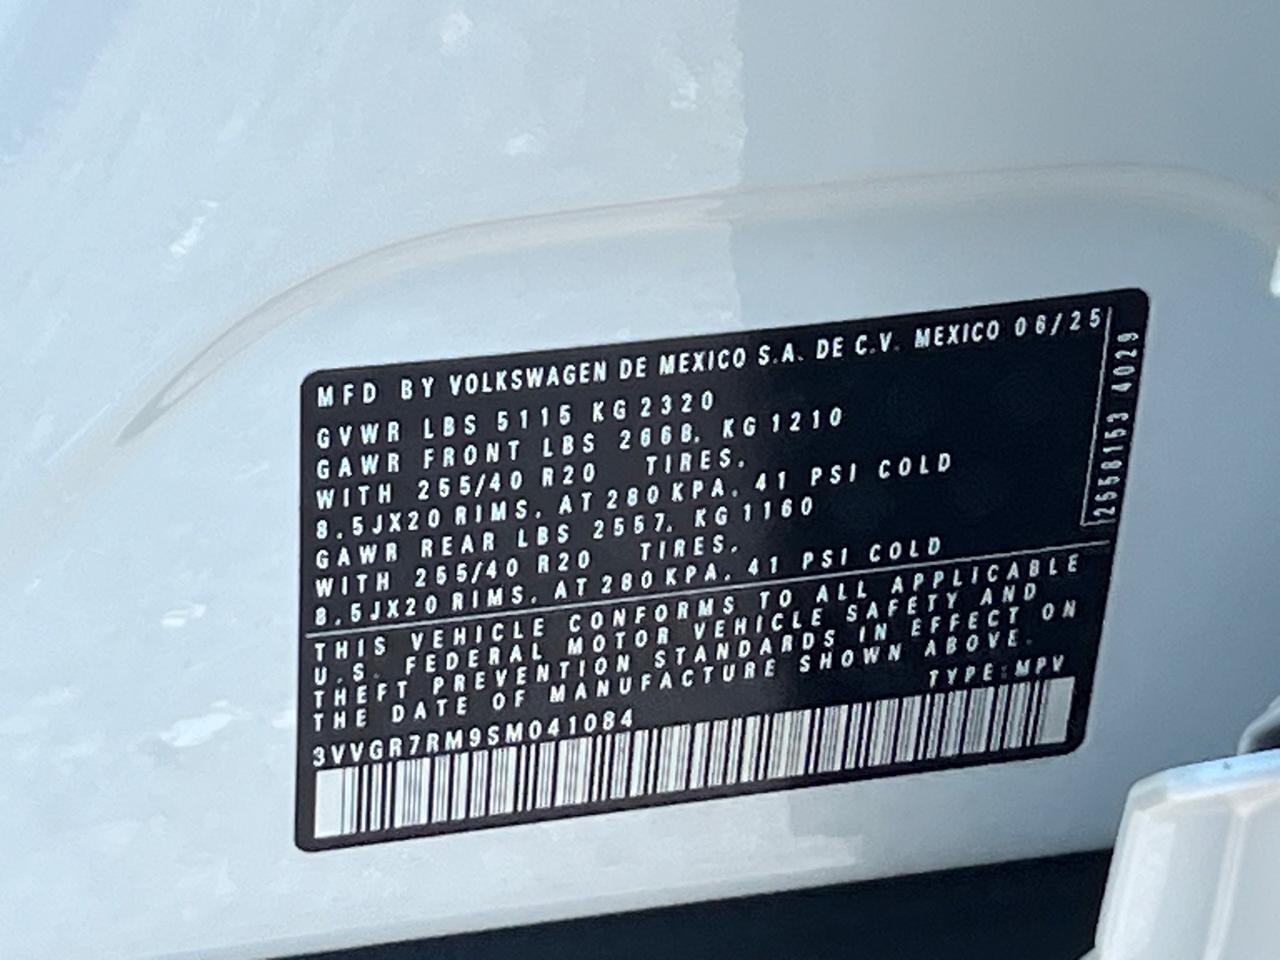 MFD BY VOLKSWAGEN DE MEXICO S.A. DE C.V. MEXICO 06/25
GVWR LBS 5115 KG 2320
GAWR FRONT LBS 2668. KG 1210
WITH 255/40 R20 TIRES.
8.5JX20 RIMS. AT 280 KPA. 41 PSI COLD
GAWR REAR LBS 2557. KG 1160
WITH 255/40 R20 TIRES.
8.5JX20 RIMS. AT 280 KPA. 41 PSI COLD
THIS VEHICLE CONFORMS TO ALL APPLICABLE
U.S. FEDERAL MOTOR VEHICLE SAFETY AND
THEFT PREVENTION STANDARDS IN EFFECT ON
THE DATE OF MANUFACTURE SHOWN ABOVE.
TYPE:MPV
3VVGR7RM9SM041084
2558153 4029